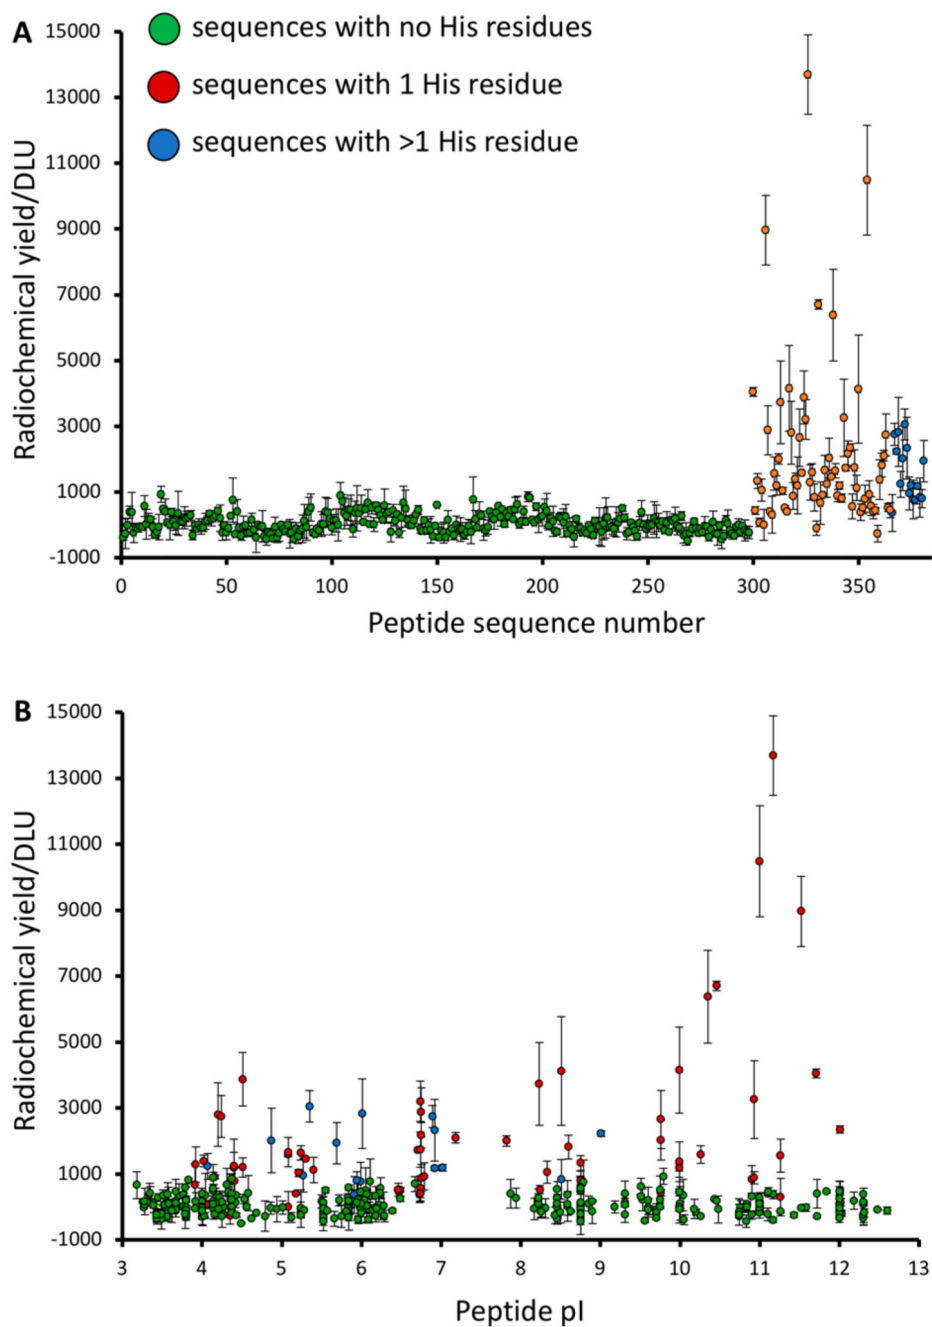 A
15000
13000
11000
9000
7000
5000
3000
1000
-1000
sequences with no His residues
sequences with 1 His residue
sequences with >1 His residue
Radiochemical yield/DLU
0 50 100 150 200 250 300 350
Peptide sequence number
B
15000
13000
11000
9000
7000
5000
3000
1000
-1000
Radiochemical yield/DLU
3 4 5 6 7 8 9 10 11 12 13
Peptide pI